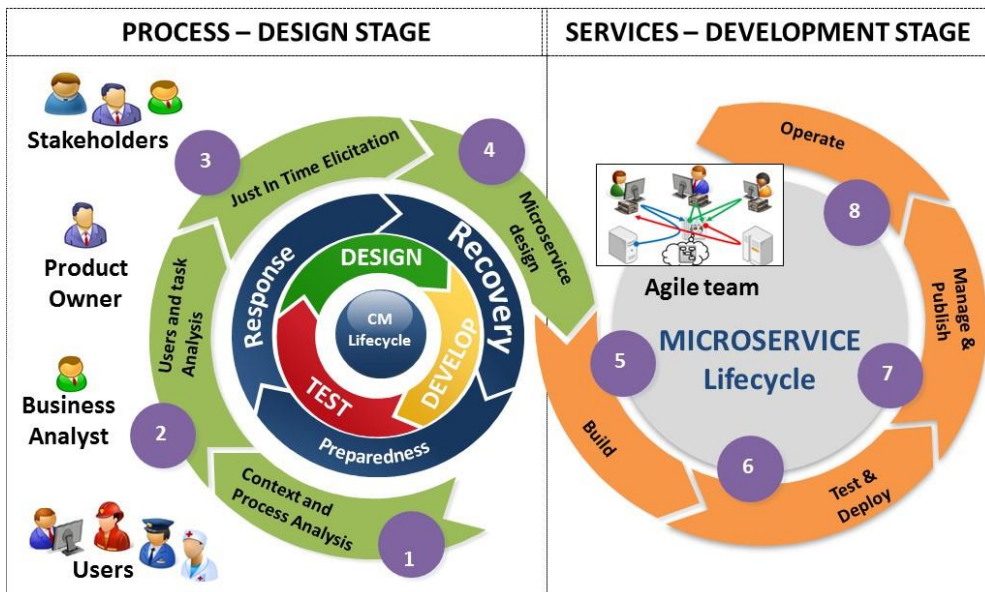 PROCESS – DESIGN STAGE
SERVICES – DEVELOPMENT STAGE
Stakeholders
Product
Owner
Business
Analyst
Users
1
Context and
Process Analysis
2
Users and task
Analysis
3
Just In Time Elicitation
4
Microservice
design
Response
Recovery
Preparedness
DESIGN
DEVELOP
TEST
CM
Lifecycle
Agile team
MICROSERVICE
Lifecycle
5
Build
6
Test &
Deploy
7
Manage &
Publish
8
Operate